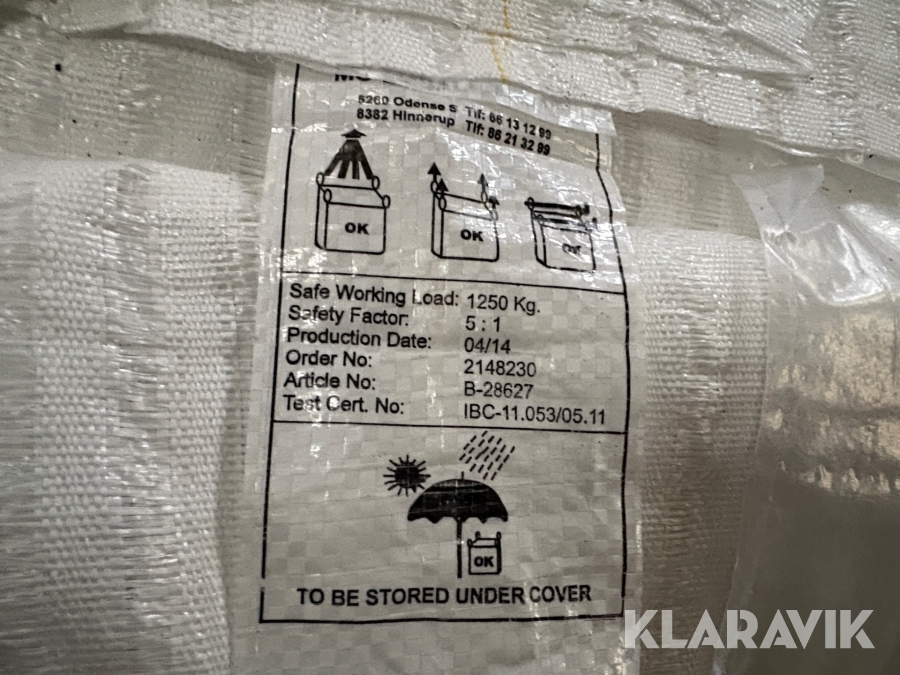 5260 Odense S Tlf: 66 13 12 99
8382 Hinnerup Tlf: 86 21 32 99
OK
OK
Safe Working Load: 1250 Kg.
Safety Factor: 5 : 1
Production Date: 04/14
Order No: 2148230
Article No: B-28627
Test Cert. No: IBC-11.053/05.11
OK
TO BE STORED UNDER COVER
KLARAVIK